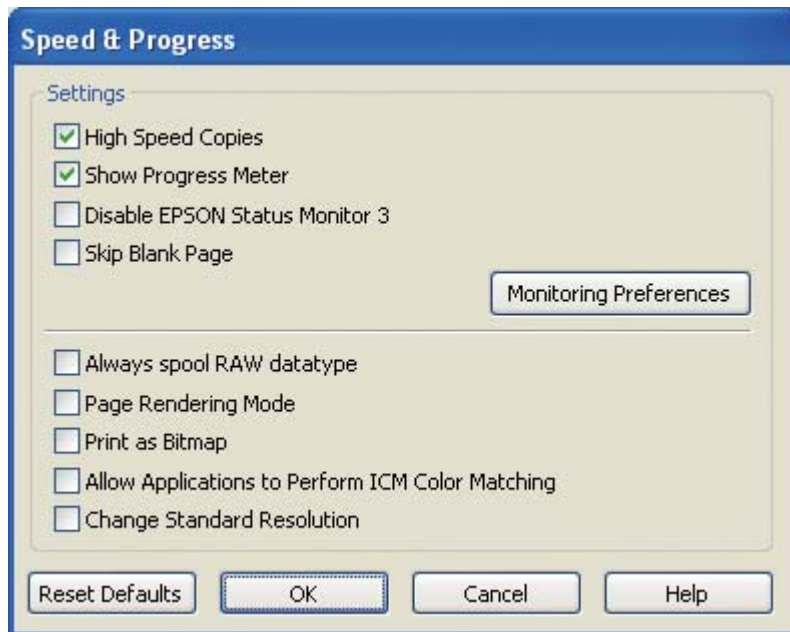 Speed & Progress
Settings
High Speed Copies
Show Progress Meter
Disable EPSON Status Monitor 3
Skip Blank Page
Monitoring Preferences
Always spool RAW datatype
Page Rendering Mode
Print as Bitmap
Allow Applications to Perform ICM Color Matching
Change Standard Resolution
Reset Defaults OK Cancel Help